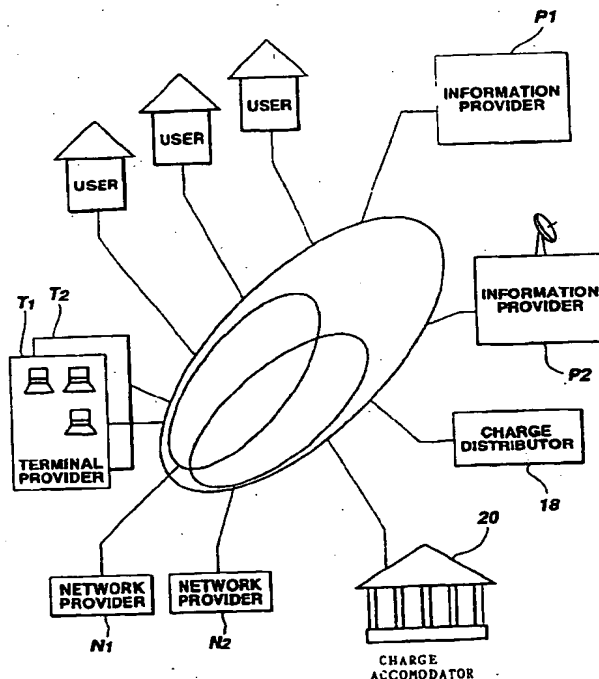 P1
INFORMATION
PROVIDER
USER
USER
USER
T1
T2
INFORMATION
PROVIDER
P2
TERMINAL
PROVIDER
CHARGE
DISTRIBUTOR
18
20
NETWORK
PROVIDER
N1
NETWORK
PROVIDER
N2
CHARGE
ACCOMODATOR